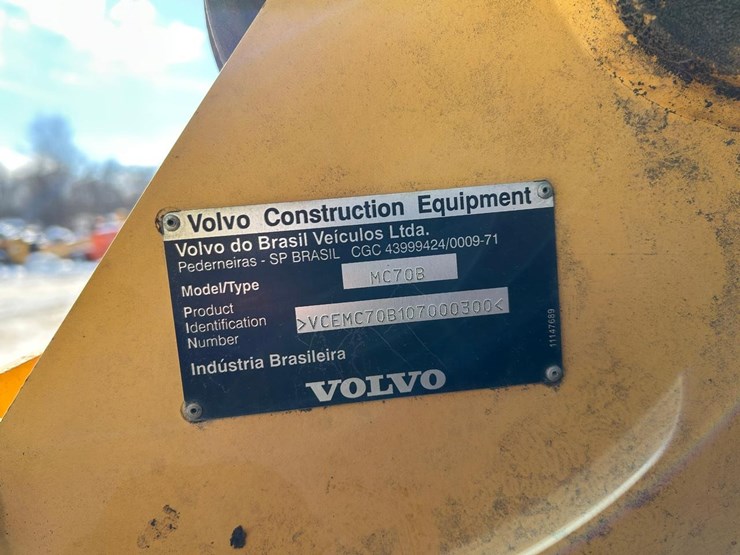 Volvo Construction Equipment
Volvo do Brasil Veículos Ltda.
Pederneiras - SP BRASIL CGC 43999424/0009-71
Model/Type MC70B
Product
Identification >VCEMC70B107000300<
Number
Indústria Brasileira
VOLVO
11147689